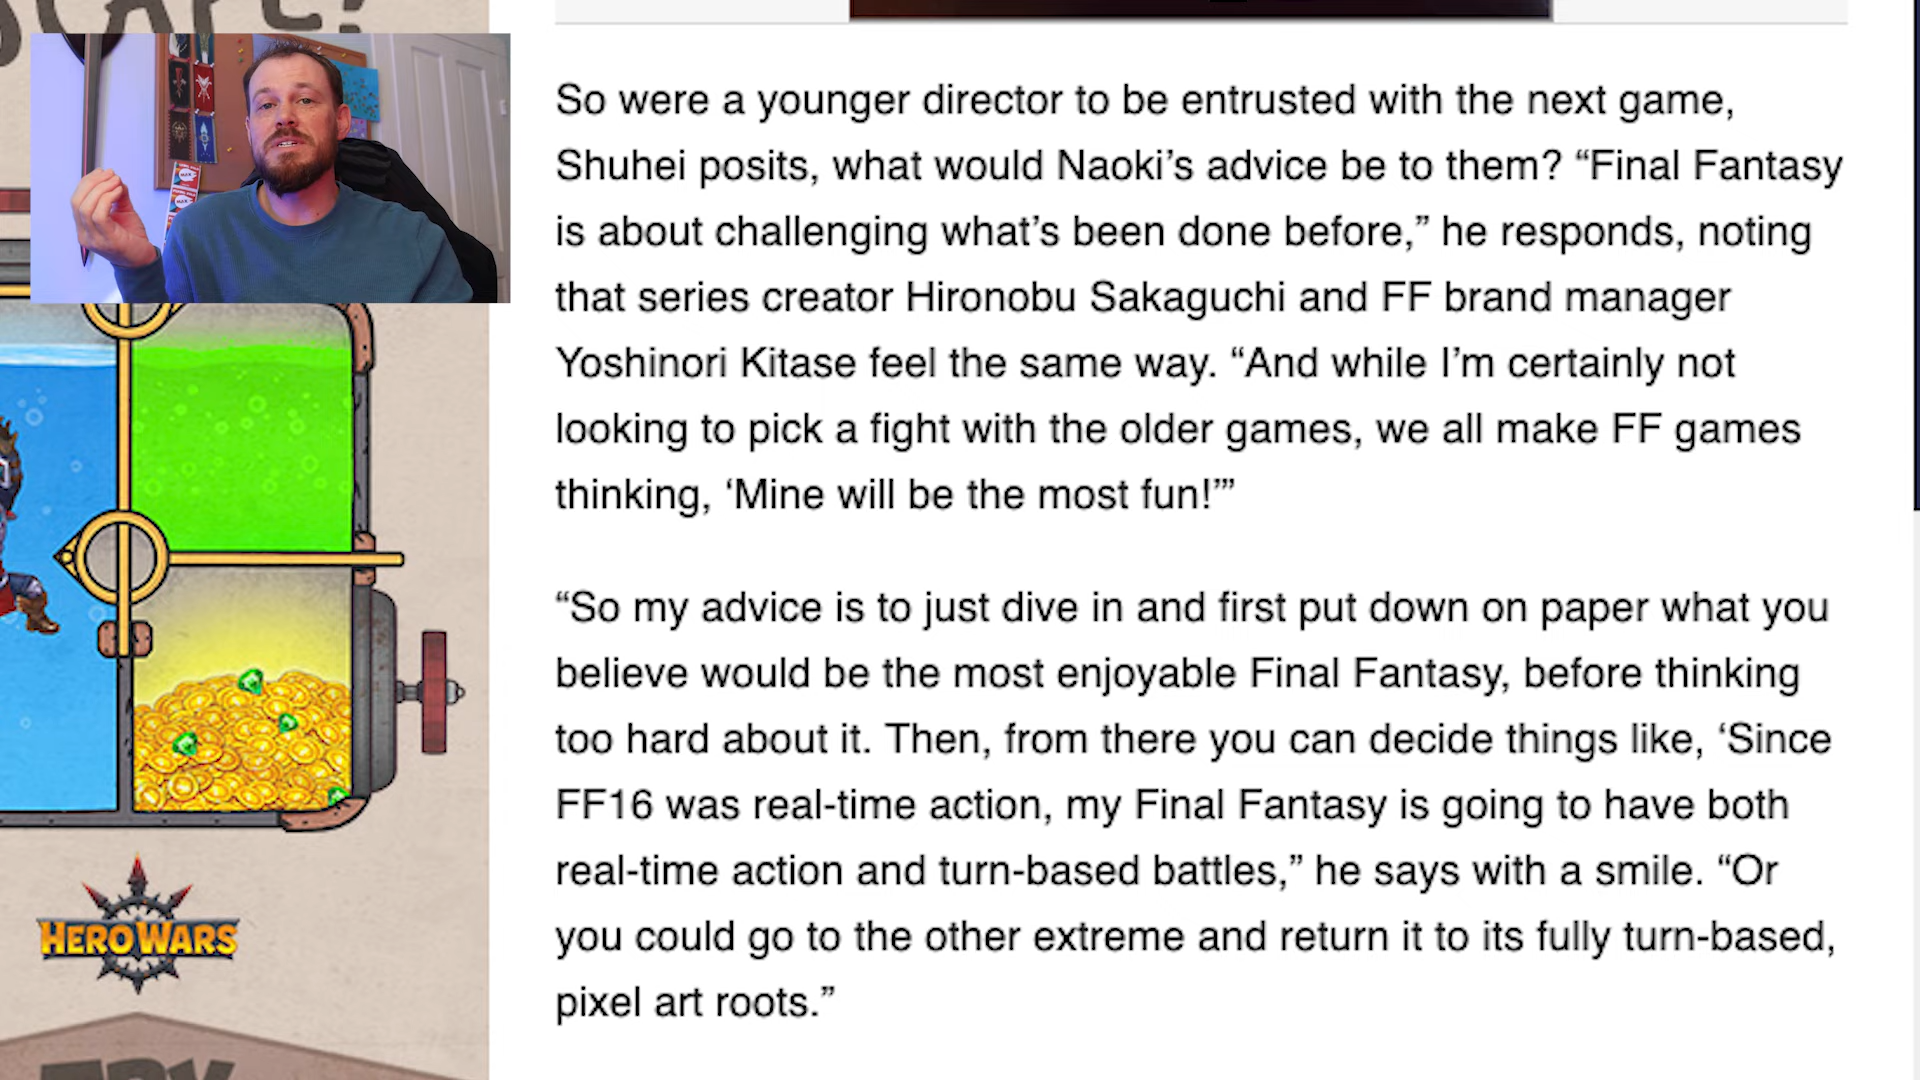 So were a younger director to be entrusted with the next game,
Shuhei posits, what would Naoki’s advice be to them? “Final Fantasy
is about challenging what’s been done before,” he responds, noting
that series creator Hironobu Sakaguchi and FF brand manager
Yoshinori Kitase feel the same way. “And while I’m certainly not
looking to pick a fight with the older games, we all make FF games
thinking, ‘Mine will be the most fun!’”
“So my advice is to just dive in and first put down on paper what you
believe would be the most enjoyable Final Fantasy, before thinking
too hard about it. Then, from there you can decide things like, ‘Since
FF16 was real-time action, my Final Fantasy is going to have both
real-time action and turn-based battles,” he says with a smile. “Or
you could go to the other extreme and return it to its fully turn-based,
pixel art roots.”
HERO WARS